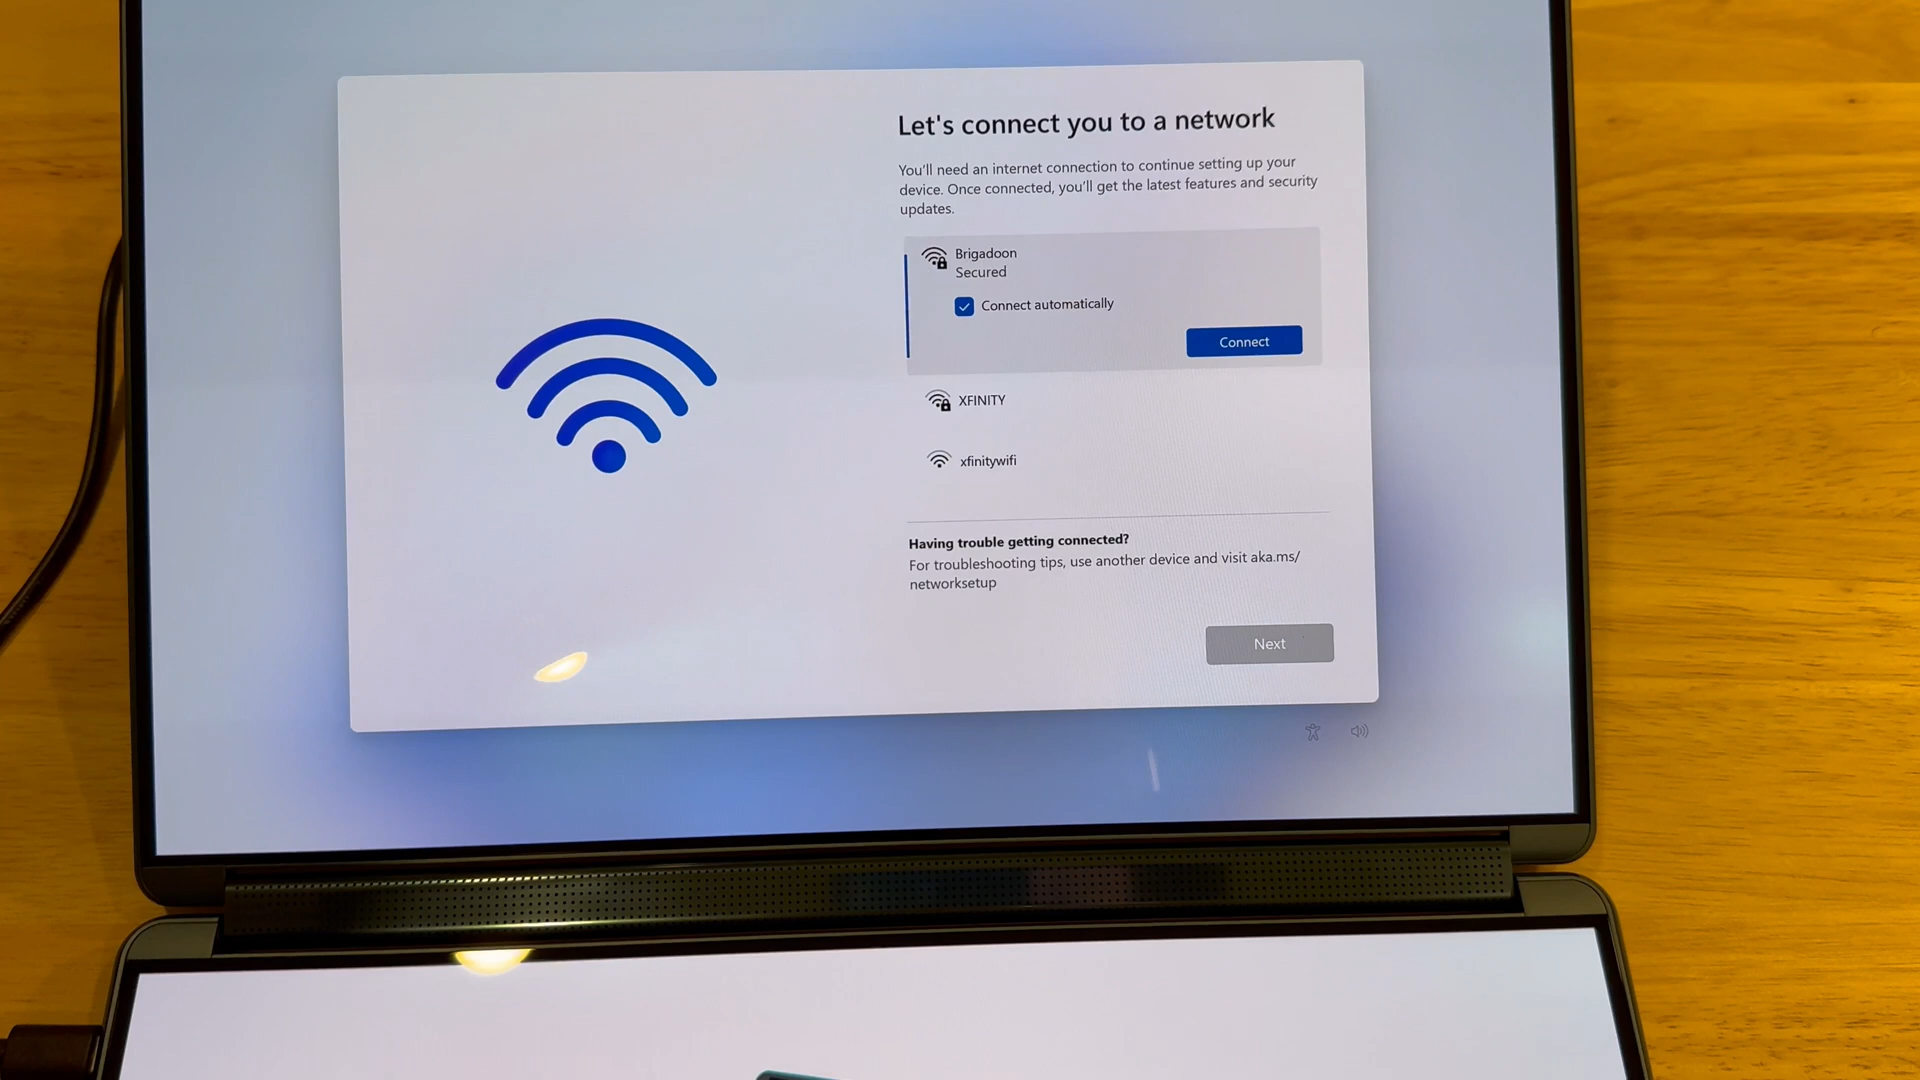 Let's connect you to a network
You'll need an internet connection to continue setting up your
device. Once connected, you'll get the latest features and security
updates.
Brigadoon
Secured
Connect automatically
Connect
XFINITY
xfinitywifi
Having trouble getting connected?
For troubleshooting tips, use another device and visit aka.ms/
networksetup
Next